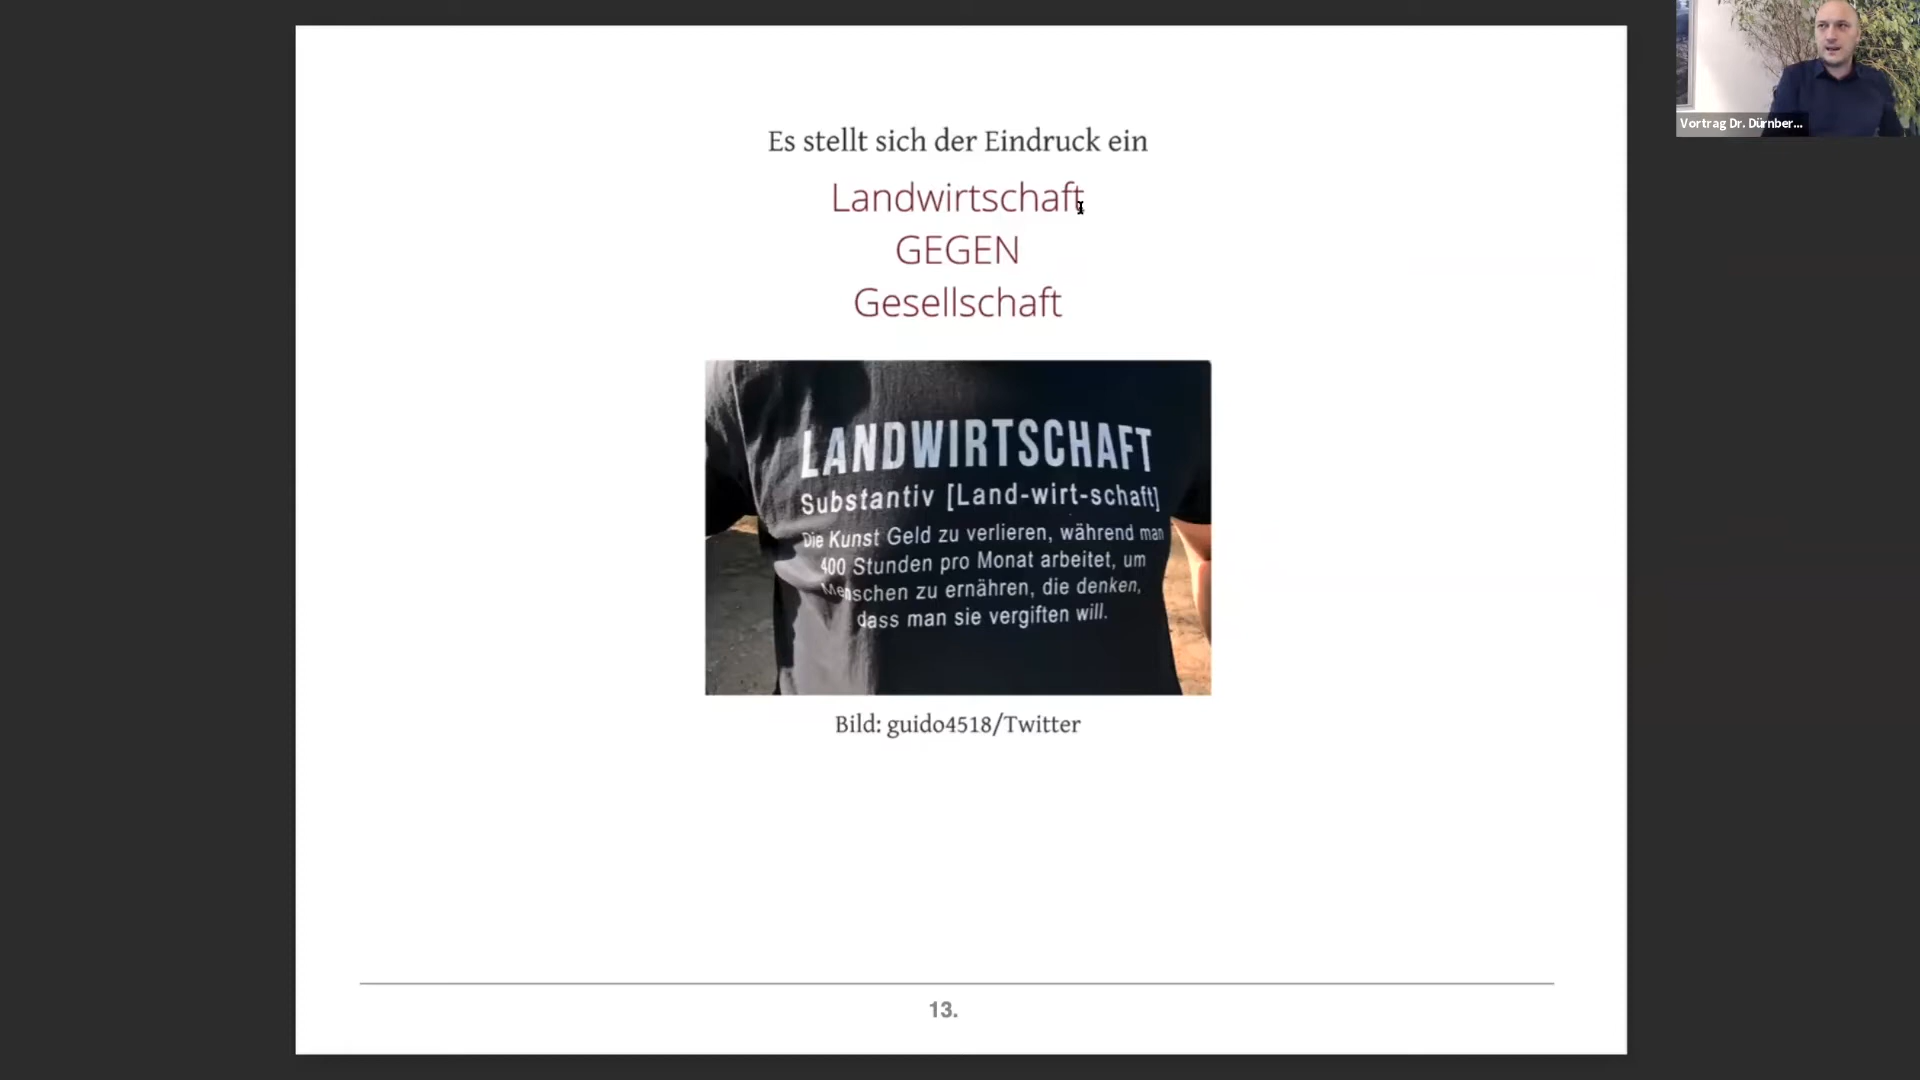 Es stellt sich der Eindruck ein
Landwirtschaft
GEGEN
Gesellschaft
LANDWIRTSCHAFT
Substantiv [Land-wirt-schaft]
Die Kunst Geld zu verlieren, während man
400 Stunden pro Monat arbeitet, um
Menschen zu ernähren, die denken,
dass man sie vergiften will.
Bild: guido4518/Twitter
13.
Vortrag Dr. Dürnber...